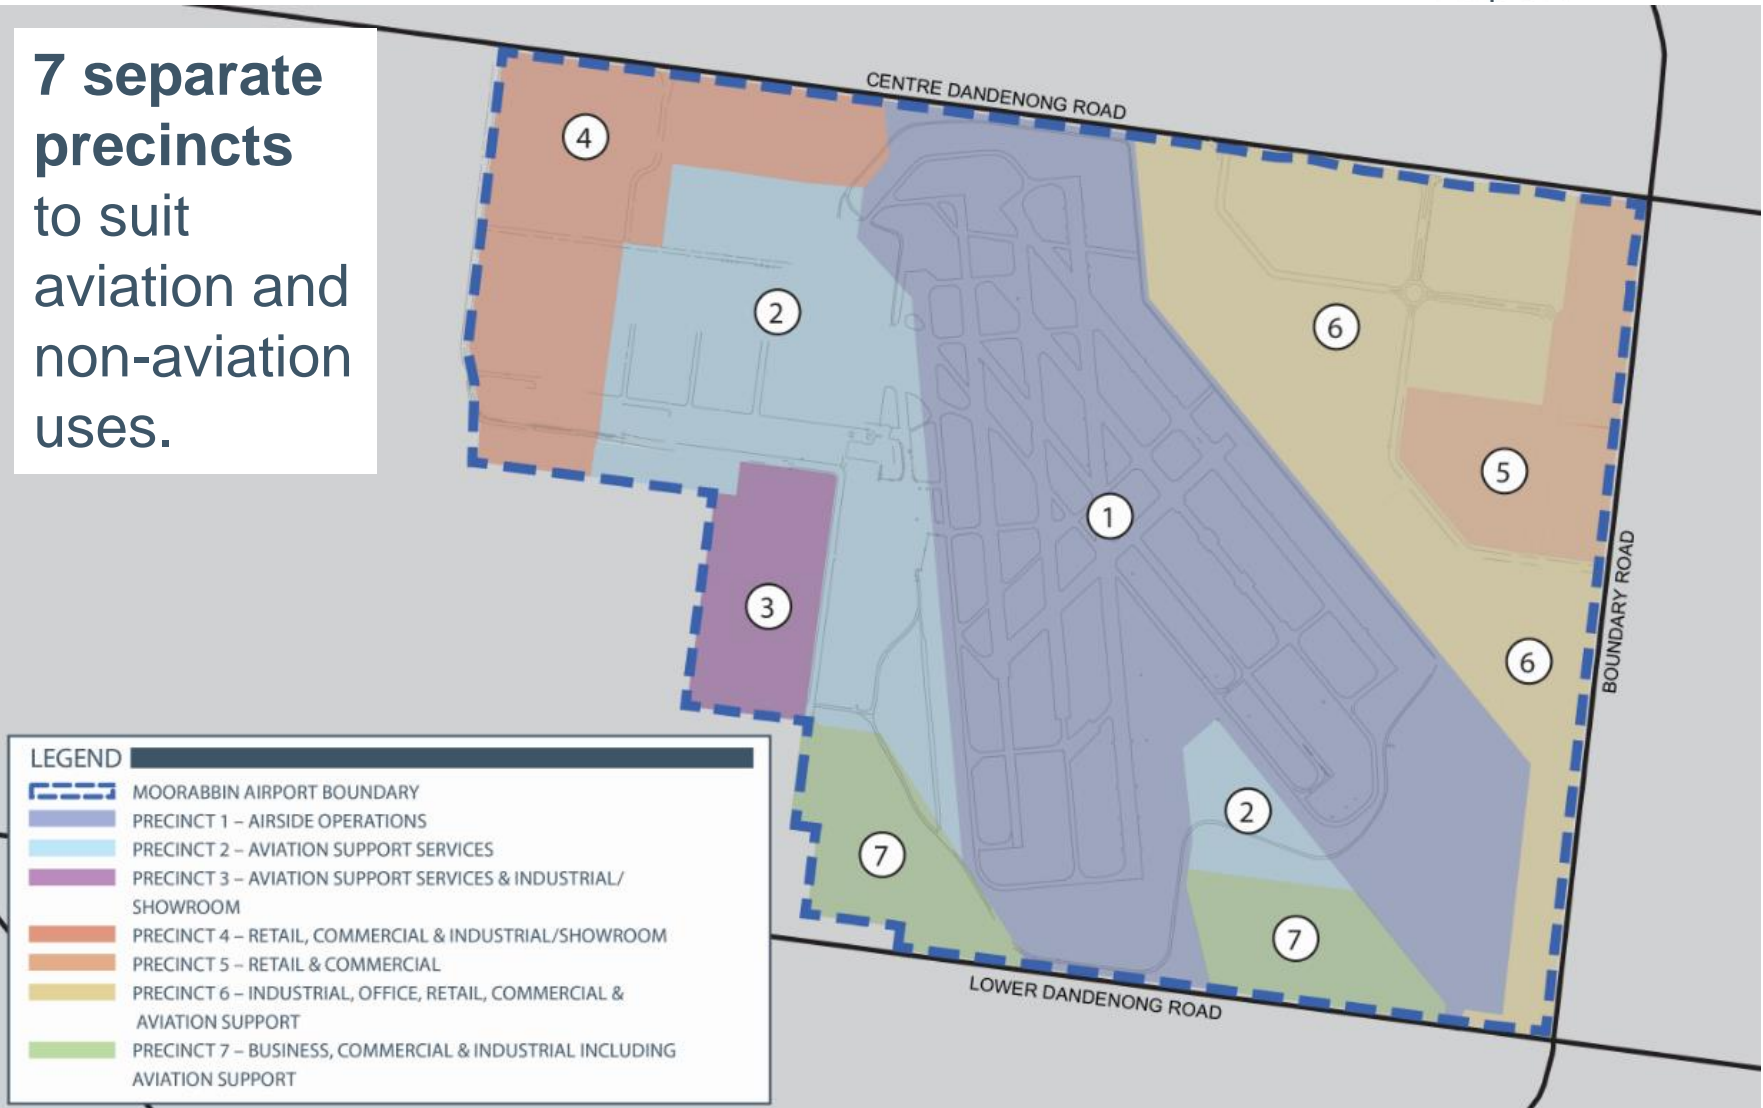 7 separate
precincts
to suit
aviation and
non-aviation
uses.
CENTRE DANDENONG ROAD
4
2
6
5
1
3
6
BOUNDARY ROAD
2
7
7
LOWER DANDENONG ROAD
LEGEND
MOORABBIN AIRPORT BOUNDARY
PRECINCT 1 – AIRSIDE OPERATIONS
PRECINCT 2 – AVIATION SUPPORT SERVICES
PRECINCT 3 – AVIATION SUPPORT SERVICES & INDUSTRIAL/
SHOWROOM
PRECINCT 4 – RETAIL, COMMERCIAL & INDUSTRIAL/SHOWROOM
PRECINCT 5 – RETAIL & COMMERCIAL
PRECINCT 6 – INDUSTRIAL, OFFICE, RETAIL, COMMERCIAL &
AVIATION SUPPORT
PRECINCT 7 – BUSINESS, COMMERCIAL & INDUSTRIAL INCLUDING
AVIATION SUPPORT